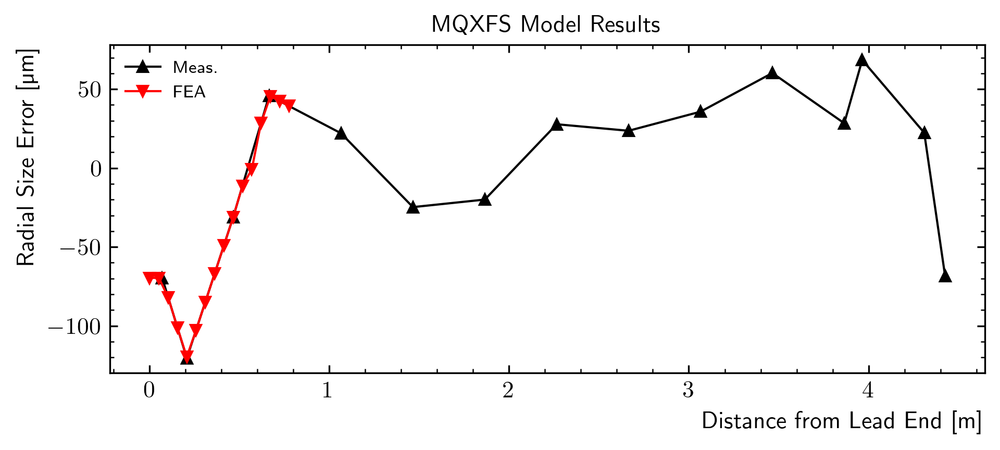 MQXFS Model Results
Radial Size Error [µm]
Meas.
FEA
50
0
−50
−100
0 1 2 3 4
Distance from Lead End [m]